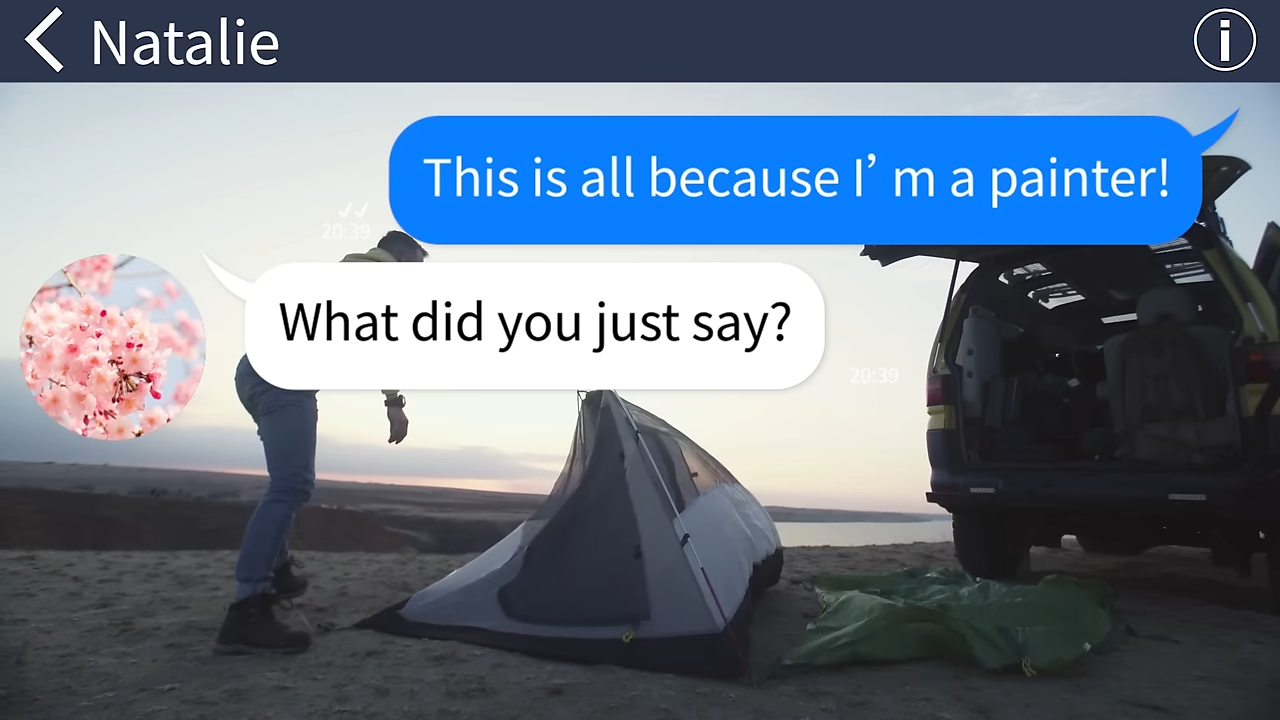 Natalie
This is all because I’ m a painter!
20:39
What did you just say?
20:39